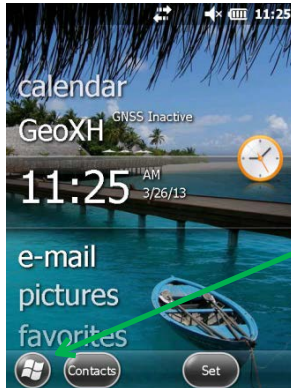 11:25
calendar
GNSS Inactive
GeoXH
11:25 AM
3/26/13
e-mail
pictures
favorites
Contacts Set